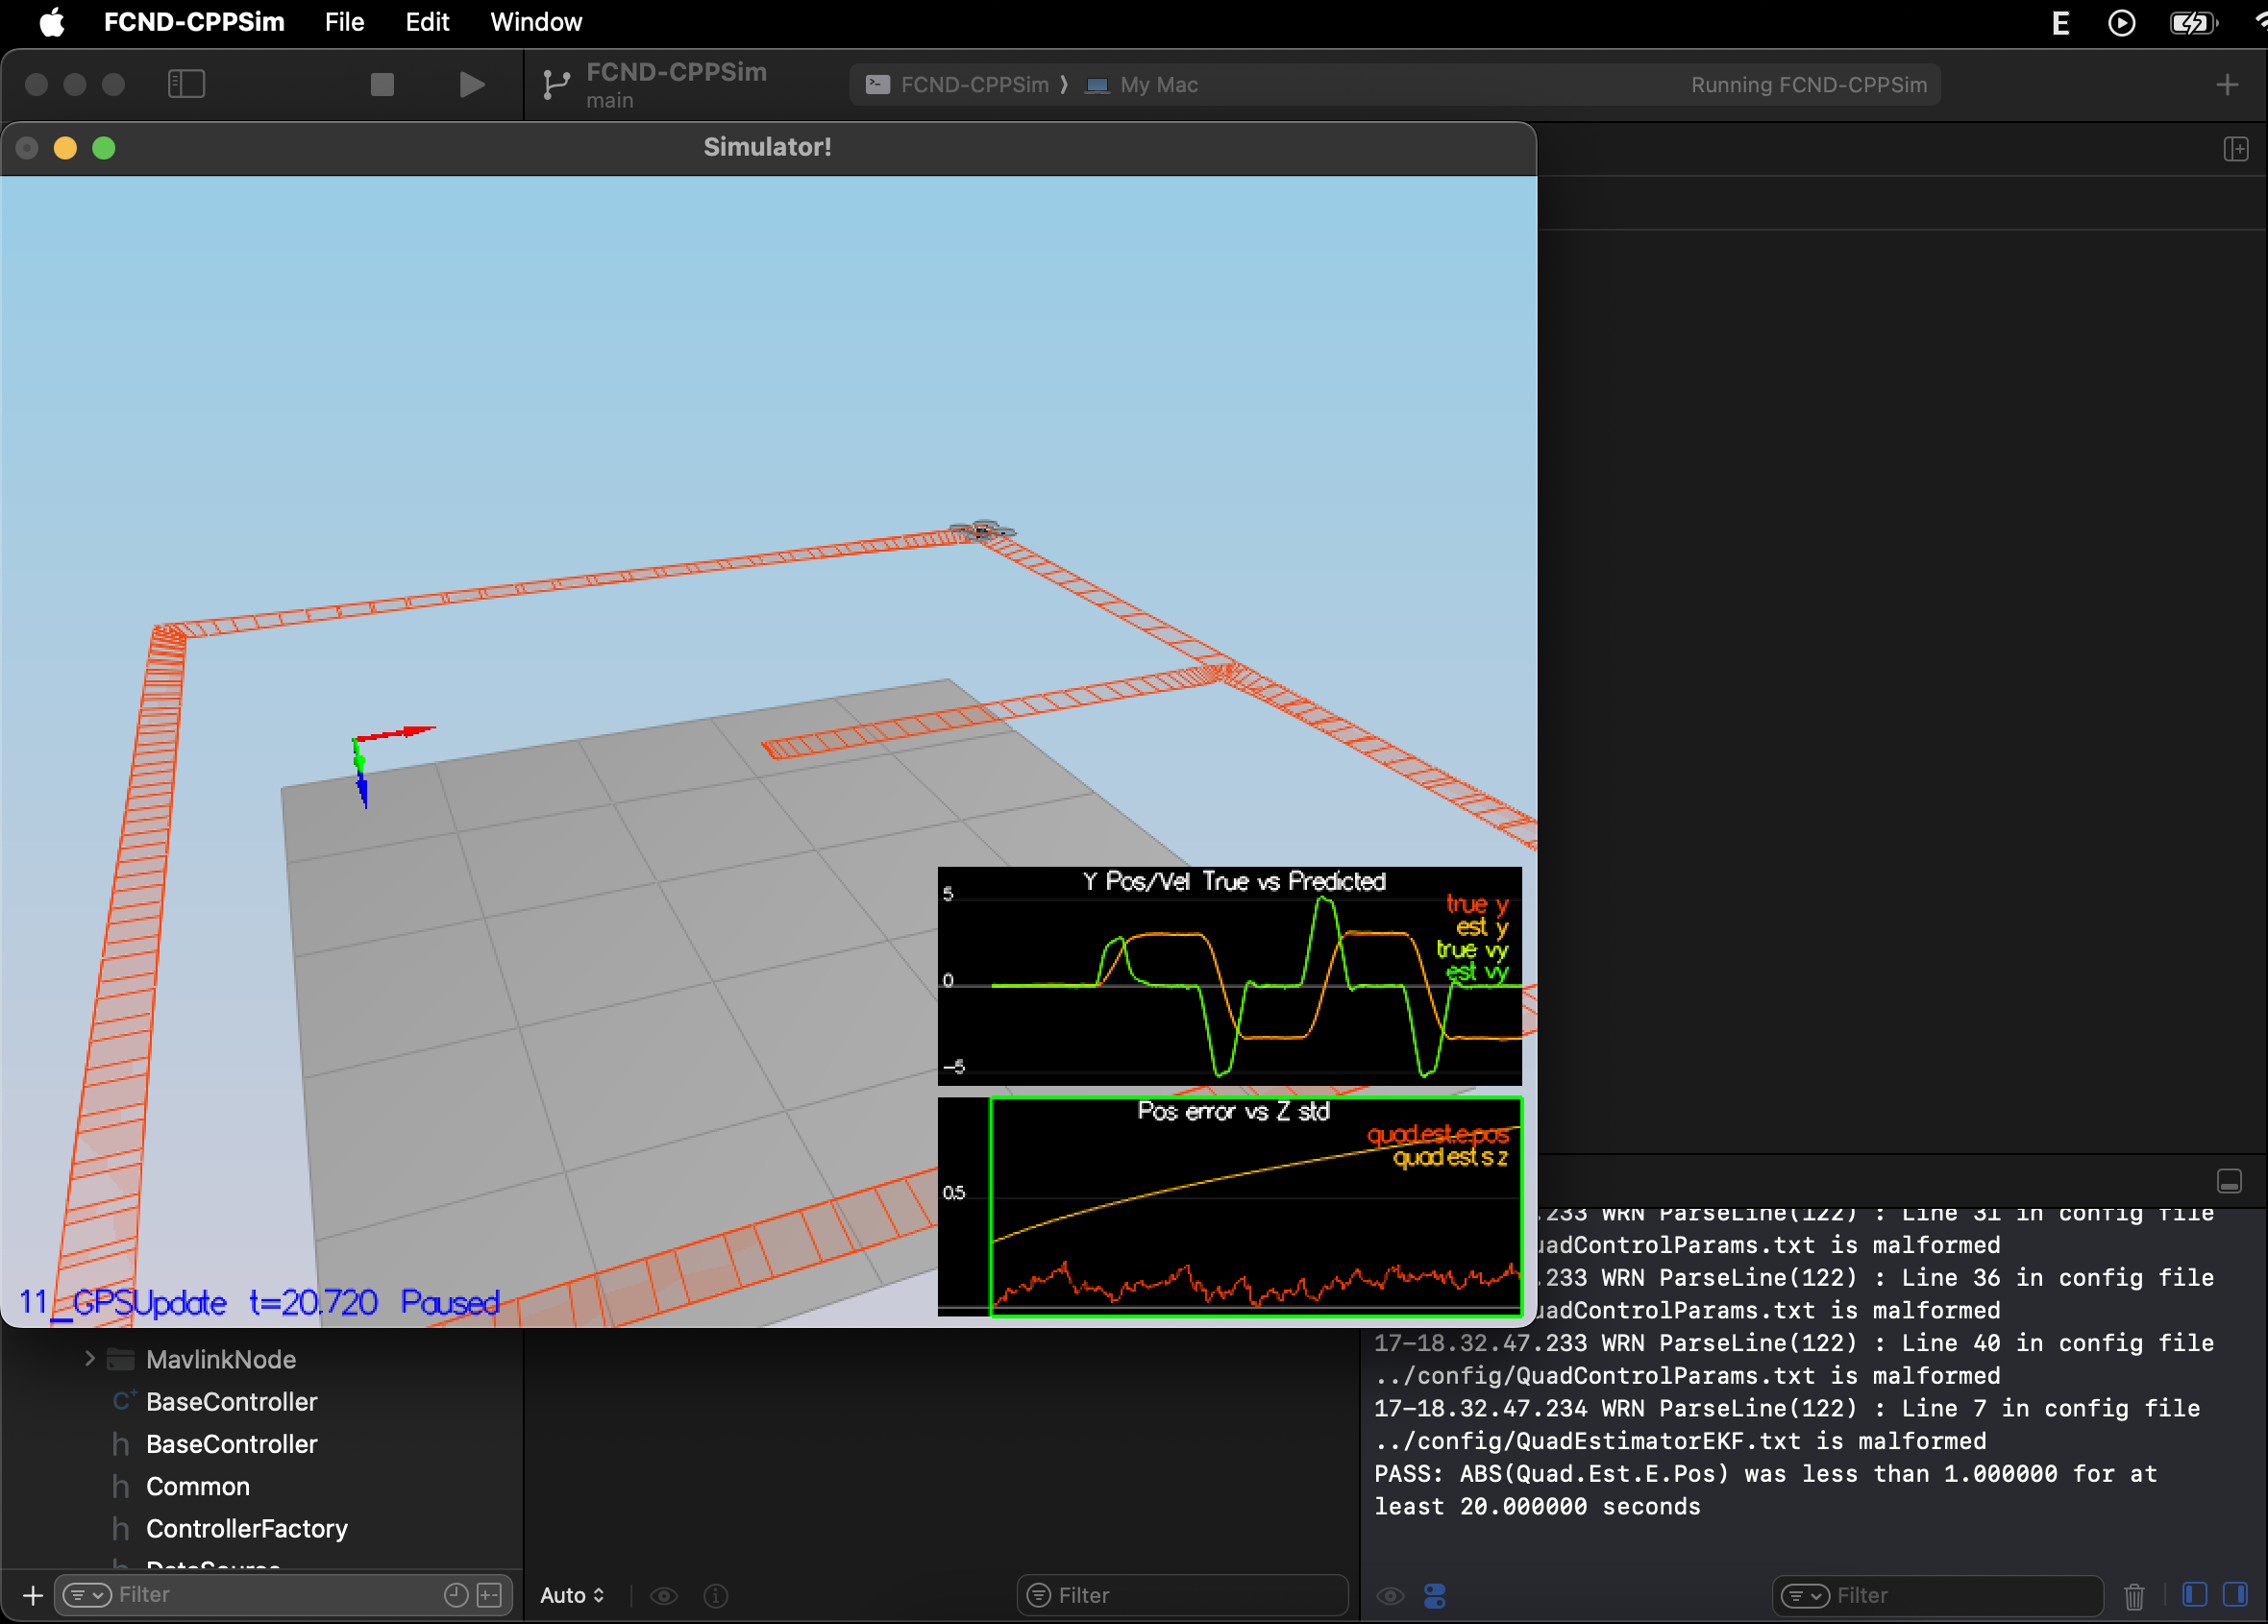 FCND-CPPSim File Edit Window
E
FCND-CPPSim
main
FCND-CPPSim ⟩ My Mac
Running FCND-CPPSim
Simulator!
Y Pos/Vel True vs Predicted
5
0
-5
true y
est y
true vy
est vy
Pos error vs Z std
0.5
quad.est.e.pos
quad.est.s.z
11_GPSUpdate t=20.720 Paused
MavlinkNode
BaseController
BaseController
Common
ControllerFactory
DataSource
Filter
Auto
Filter
.233 WRN ParseLine(122) : Line 31 in config file
uadControlParams.txt is malformed
.233 WRN ParseLine(122) : Line 36 in config file
uadControlParams.txt is malformed
17-18.32.47.233 WRN ParseLine(122) : Line 40 in config file
../config/QuadControlParams.txt is malformed
17-18.32.47.234 WRN ParseLine(122) : Line 7 in config file
../config/QuadEstimatorEKF.txt is malformed
PASS: ABS(Quad.Est.E.Pos) was less than 1.000000 for at
least 20.000000 seconds
Filter